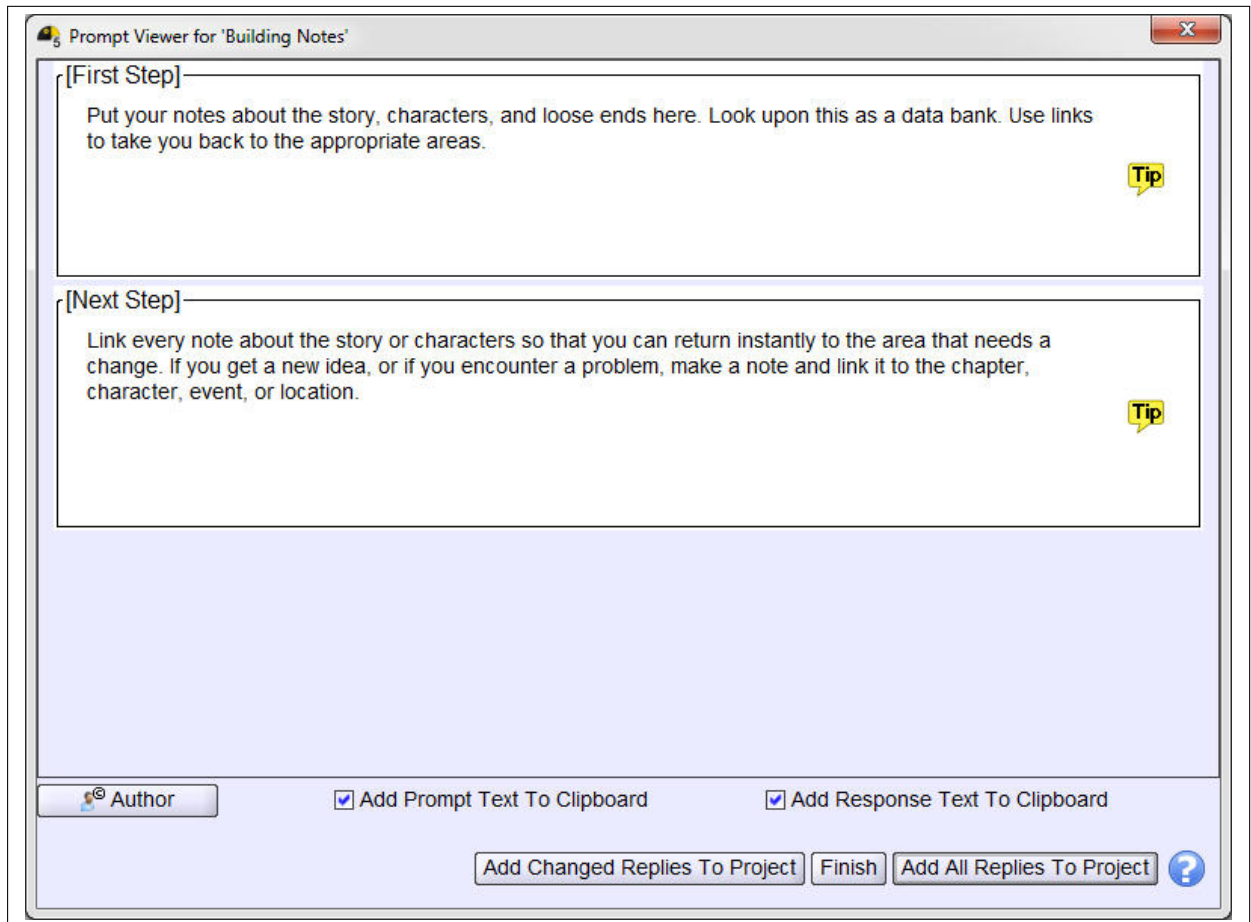 5
Prompt Viewer for 'Building Notes'
x
[First Step]
Put your notes about the story, characters, and loose ends here. Look upon this as a data bank. Use links
to take you back to the appropriate areas.
Tip
[Next Step]
Link every note about the story or characters so that you can return instantly to the area that needs a
change. If you get a new idea, or if you encounter a problem, make a note and link it to the chapter,
character, event, or location.
Tip
© Author
Add Prompt Text To Clipboard
Add Response Text To Clipboard
Add Changed Replies To Project
Finish
Add All Replies To Project
?